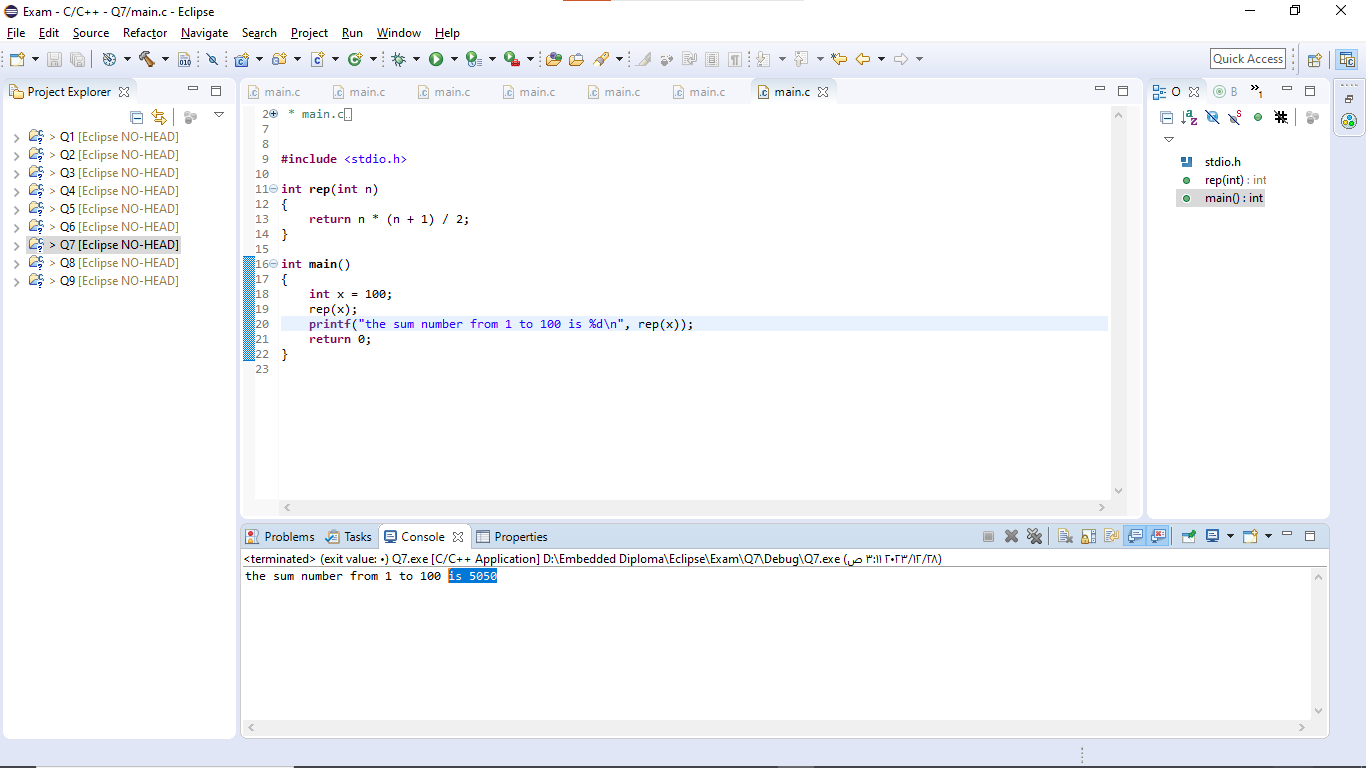 Exam - C/C++ - Q7/main.c - Eclipse
File Edit Source Refactor Navigate Search Project Run Window Help
Quick Access
Project Explorer
> Q1 [Eclipse NO-HEAD]
> Q2 [Eclipse NO-HEAD]
> Q3 [Eclipse NO-HEAD]
> Q4 [Eclipse NO-HEAD]
> Q5 [Eclipse NO-HEAD]
> Q6 [Eclipse NO-HEAD]
> Q7 [Eclipse NO-HEAD]
> Q8 [Eclipse NO-HEAD]
> Q9 [Eclipse NO-HEAD]
main.c main.c main.c main.c main.c main.c main.c
2 * main.c
7
8
9 #include <stdio.h>
10
11 int rep(int n)
12 {
13 return n * (n + 1) / 2;
14 }
15
16 int main()
17 {
18 int x = 100;
19 rep(x);
20 printf("the sum number from 1 to 100 is %d\n", rep(x));
21 return 0;
22 }
23
O B »1
stdio.h
rep(int) : int
main() : int
Problems Tasks Console Properties
<terminated> (exit value: ٠) Q7.exe [C/C++ Application] D:\Embedded Diploma\Eclipse\Exam\Q7\Debug\Q7.exe (٢٠٢٣/١٢/٢٨ ٣:١١ ص)
the sum number from 1 to 100 is 5050